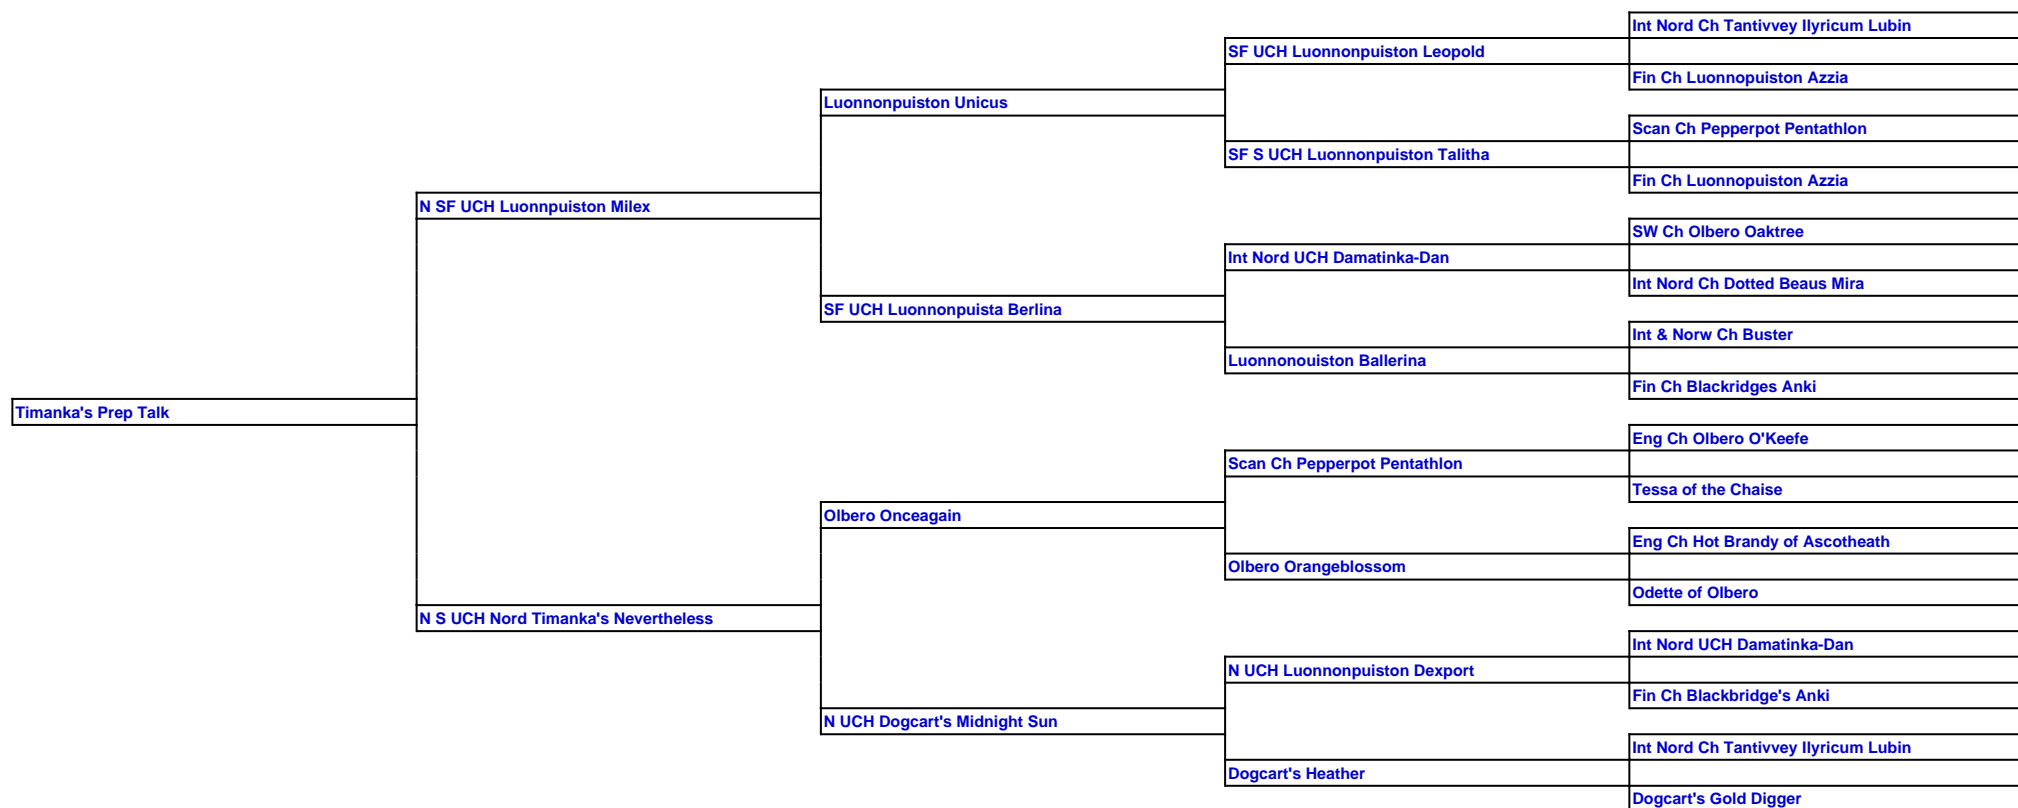 Int Nord Ch Tantivvey Ilyricum Lubin
SF UCH Luonnonpuiston Leopold
Fin Ch Luonnopuiston Azzia
Luonnonpuiston Unicus
Scan Ch Pepperpot Pentathlon
SF S UCH Luonnonpuiston Talitha
Fin Ch Luonnopuiston Azzia
N SF UCH Luonnpuiston Milex
SW Ch Olbero Oaktree
Int Nord UCH Damatinka-Dan
Int Nord Ch Dotted Beaus Mira
SF UCH Luonnonpuista Berlina
Int & Norw Ch Buster
Luonnonouiston Ballerina
Fin Ch Blackridges Anki
Timanka's Prep Talk
Eng Ch Olbero O'Keefe
Scan Ch Pepperpot Pentathlon
Tessa of the Chaise
Olbero Onceagain
Eng Ch Hot Brandy of Ascotheath
Olbero Orangeblossom
Odette of Olbero
N S UCH Nord Timanka's Nevertheless
Int Nord UCH Damatinka-Dan
N UCH Luonnonpuiston Dexport
Fin Ch Blackbridge's Anki
N UCH Dogcart's Midnight Sun
Int Nord Ch Tantivvey Ilyricum Lubin
Dogcart's Heather
Dogcart's Gold Digger